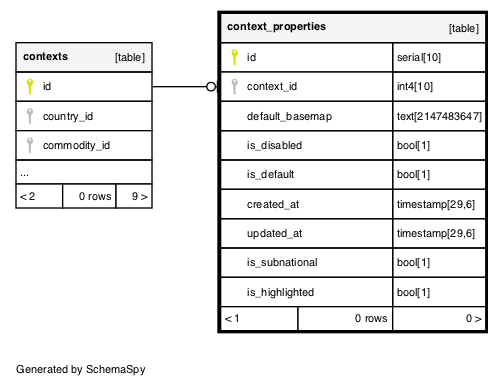 contexts [table]
id
country_id
commodity_id
...
< 2 0 rows 9 >
context_properties [table]
id serial[10]
context_id int4[10]
default_basemap text[2147483647]
is_disabled bool[1]
is_default bool[1]
created_at timestamp[29,6]
updated_at timestamp[29,6]
is_subnational bool[1]
is_highlighted bool[1]
< 1 0 rows 0 >
Generated by SchemaSpy